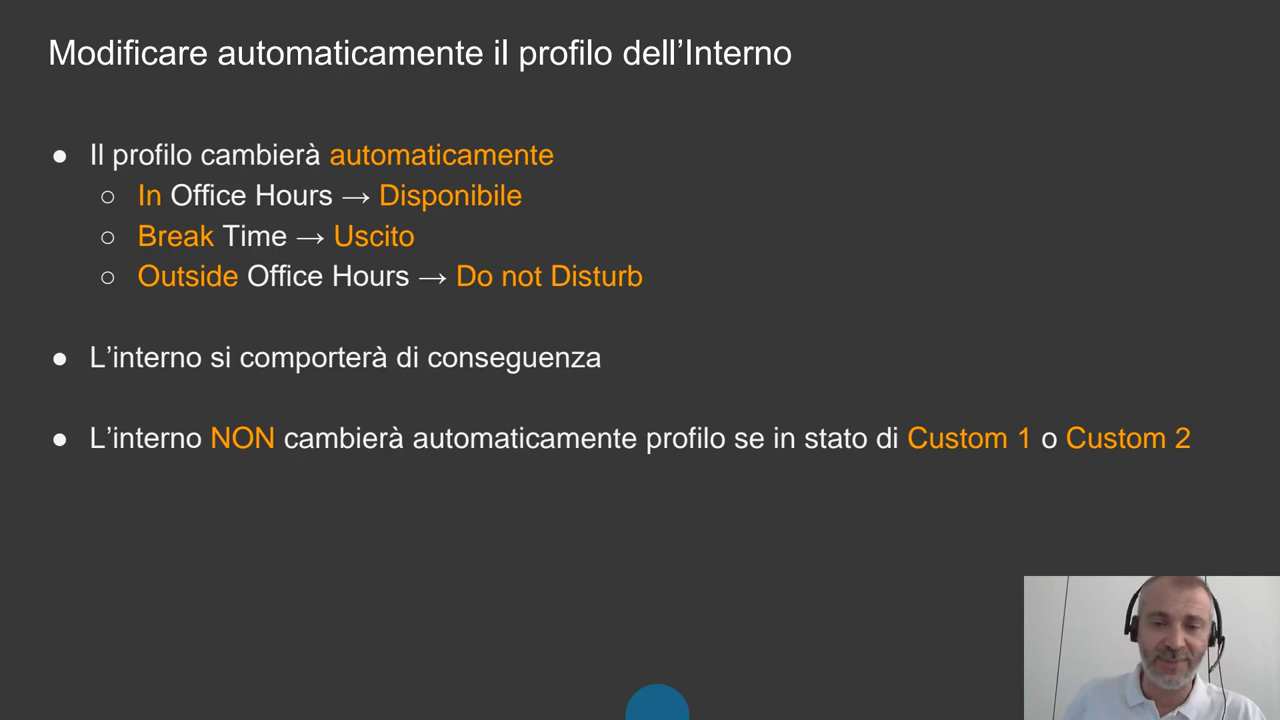 Modificare automaticamente il profilo dell’Interno
● Il profilo cambierà automaticamente
○ In Office Hours → Disponibile
○ Break Time → Uscito
○ Outside Office Hours → Do not Disturb
● L’interno si comporterà di conseguenza
● L’interno NON cambierà automaticamente profilo se in stato di Custom 1 o Custom 2